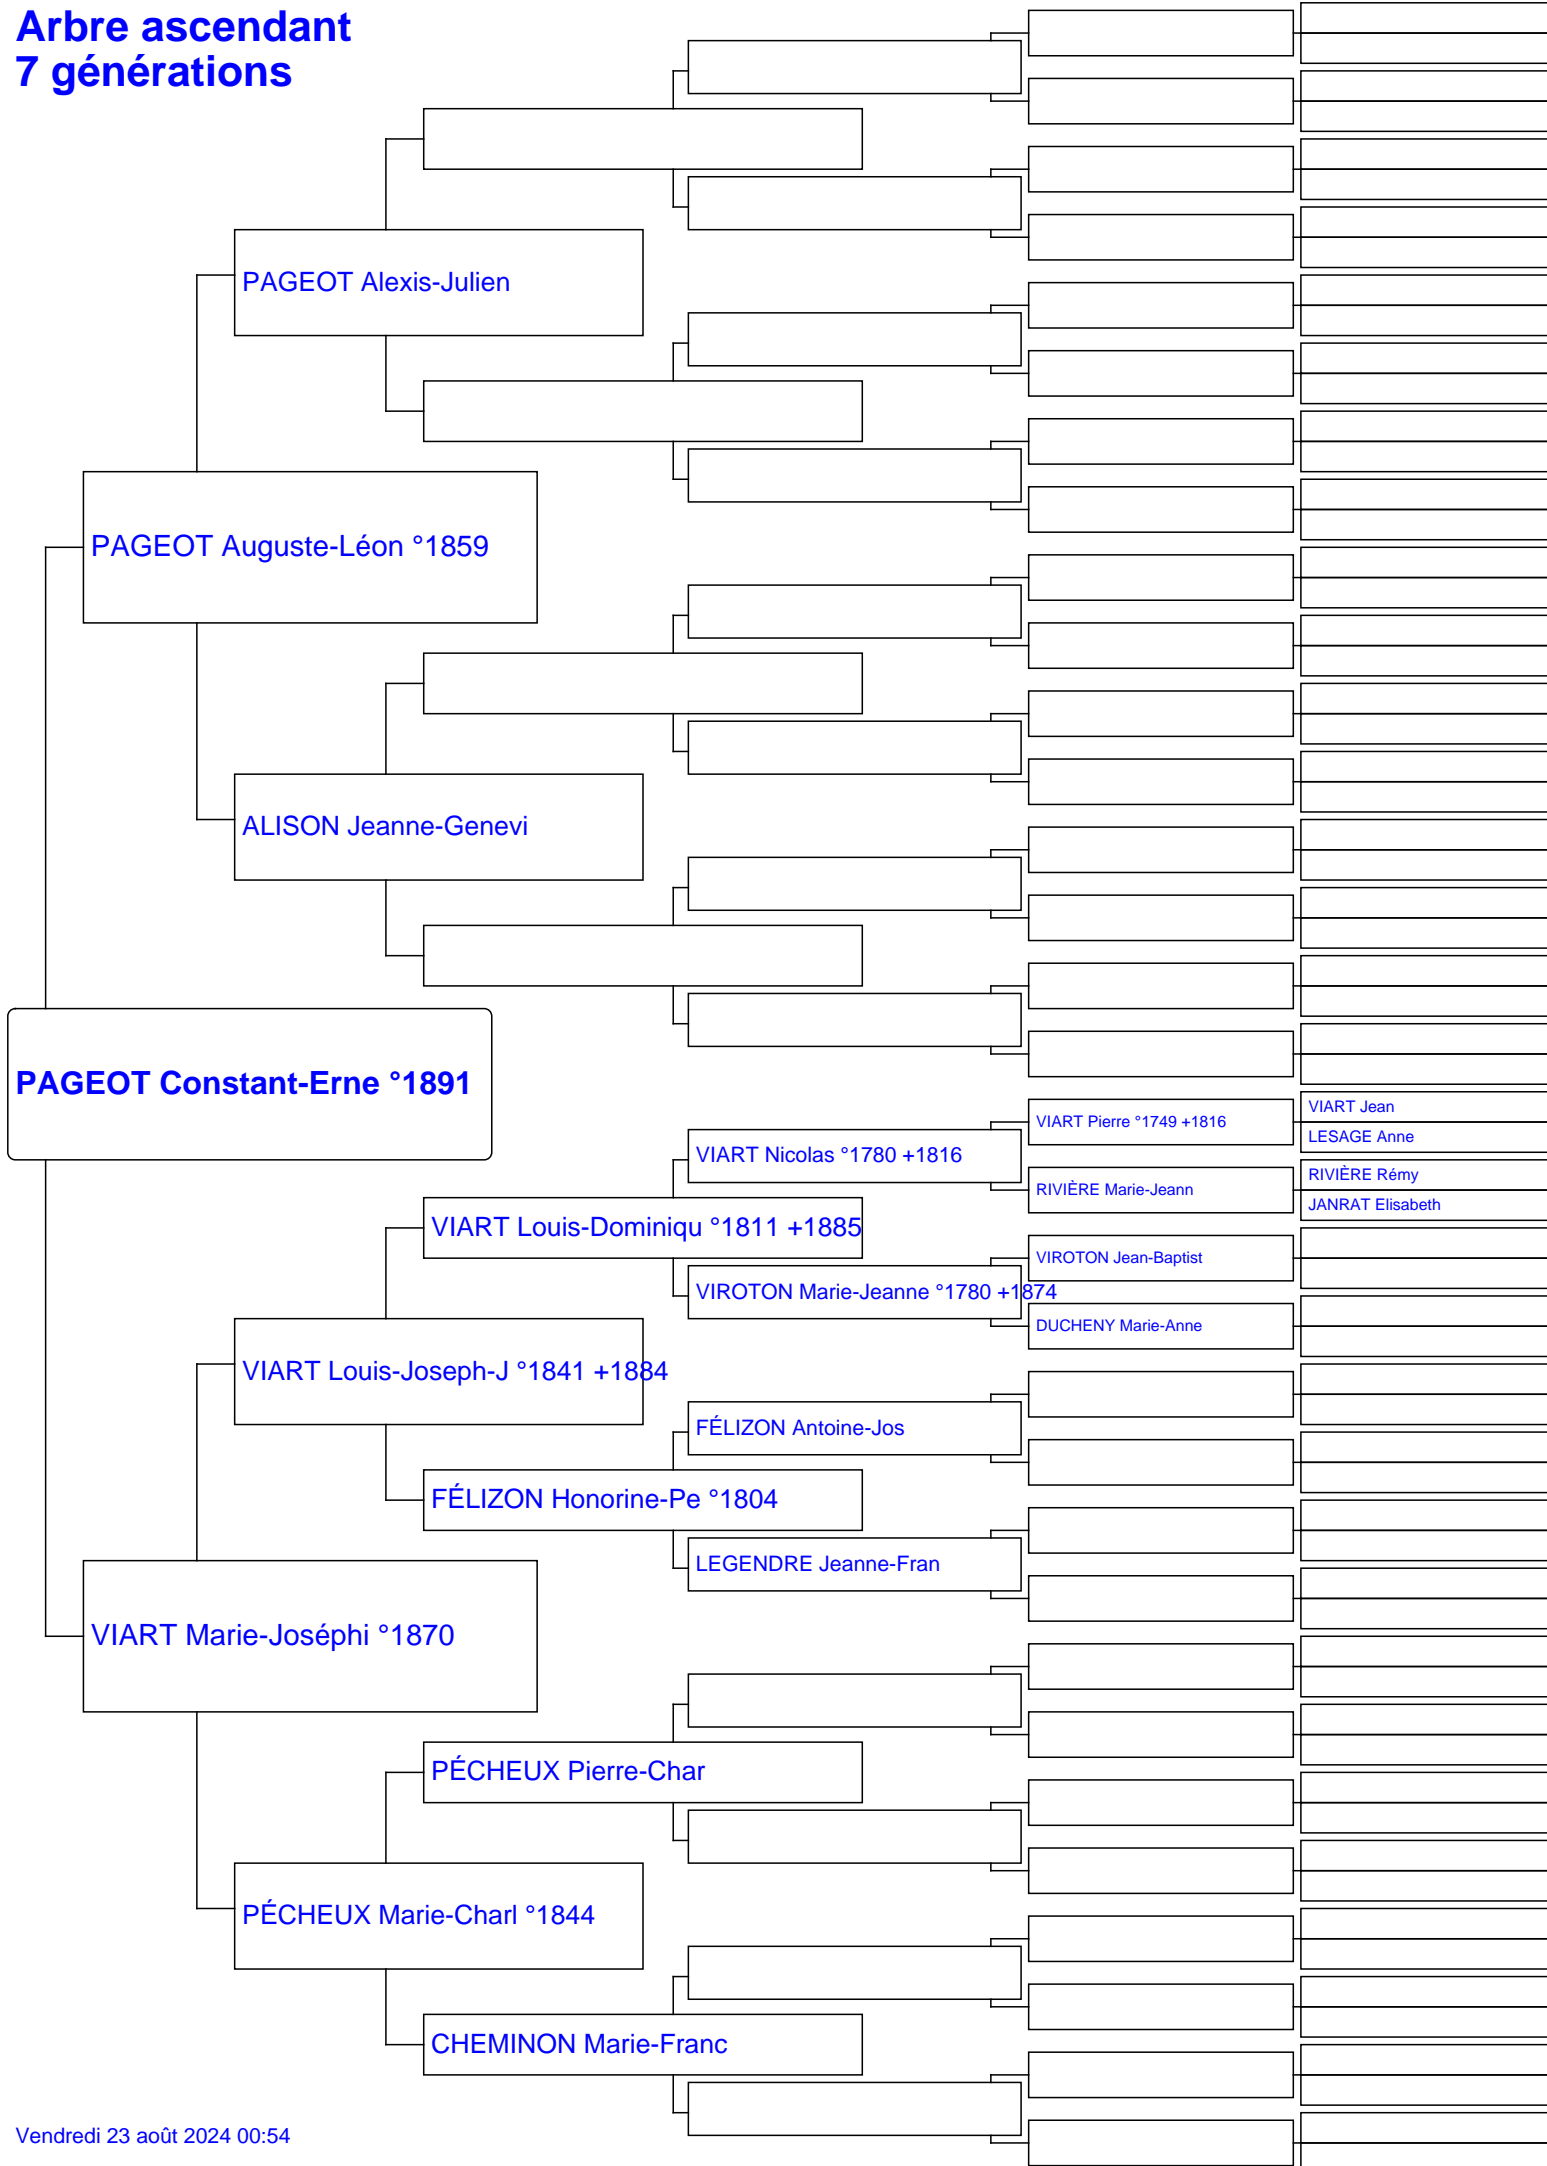 Arbre ascendant
7 générations
PAGEOT Alexis-Julien
PAGEOT Auguste-Léon °1859
ALISON Jeanne-Genevi
PAGEOT Constant-Erne °1891
VIART Jean
VIART Pierre °1749 +1816
LESAGE Anne
VIART Nicolas °1780 +1816
RIVIÈRE Rémy
RIVIÈRE Marie-Jeann
JANRAT Elisabeth
VIART Louis-Dominiqu °1811 +1885
VIROTON Jean-Baptist
VIROTON Marie-Jeanne °1780 +1874
DUCHENY Marie-Anne
VIART Louis-Joseph-J °1841 +1884
FÉLIZON Antoine-Jos
FÉLIZON Honorine-Pe °1804
LEGENDRE Jeanne-Fran
VIART Marie-Joséphi °1870
PÉCHEUX Pierre-Char
PÉCHEUX Marie-Charl °1844
CHEMINON Marie-Franc
Vendredi 23 août 2024 00:54